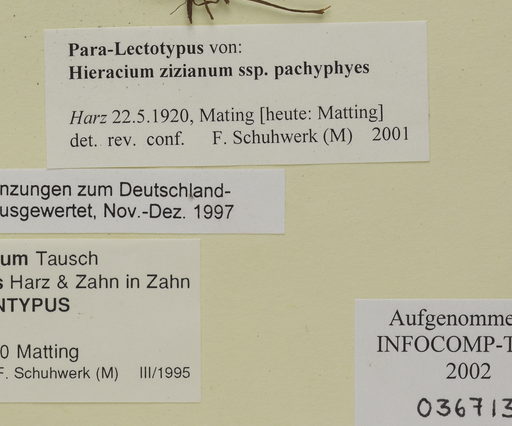 Para-Lectotypus von:
Hieracium zizianum ssp. pachyphyes
Harz 22.5.1920, Mating [heute: Matting]
det. rev. conf. F. Schuhwerk (M) 2001
nzungen zum Deutschland-
usgewertet, Nov.-Dez. 1997
um Tausch
s Harz & Zahn in Zahn
NTYPUS
0 Matting
F. Schuhwerk (M) III/1995
Aufgenomme
INFOCOMP-T
2002
036713